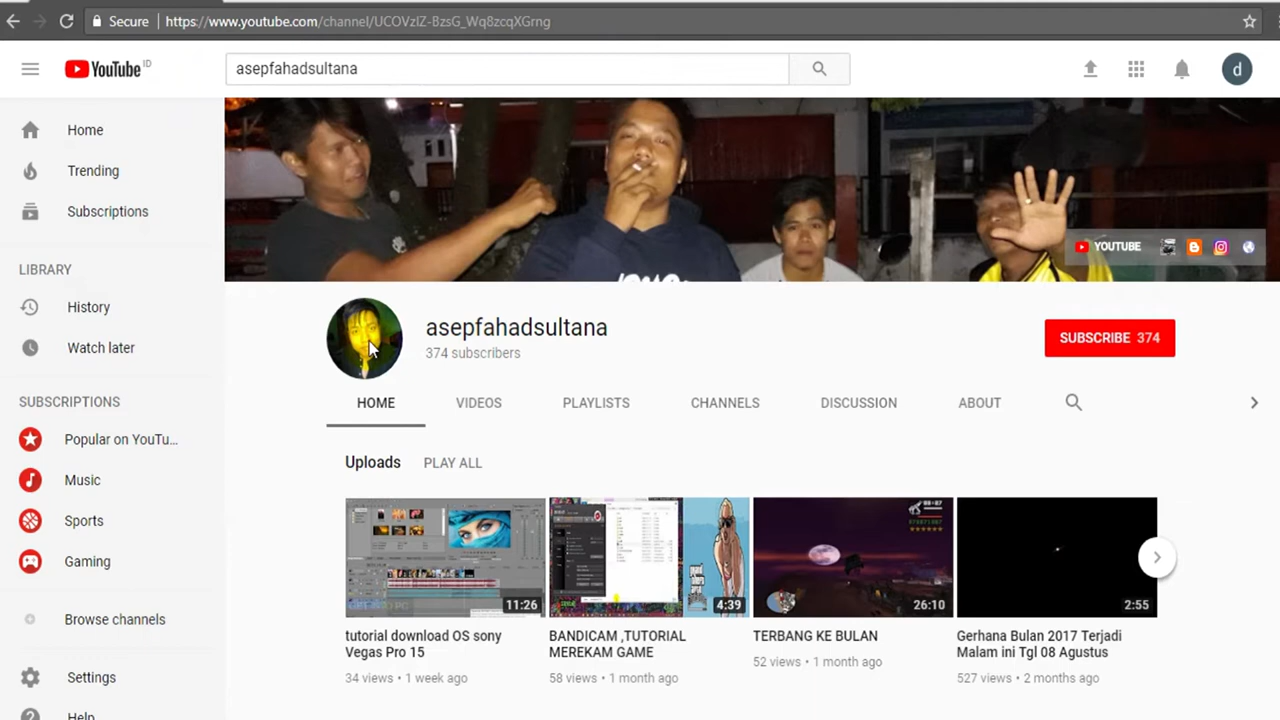 Secure
https://www.youtube.com/channel/UCOVzIZ-BzsG_Wq8zcqXGrng
YouTube ID
asepfahadsultana
d
Home
Trending
Subscriptions
LIBRARY
History
Watch later
SUBSCRIPTIONS
Popular on YouTu...
Music
Sports
Gaming
Browse channels
Settings
Help
YOUTUBE
asepfahadsultana
374 subscribers
SUBSCRIBE 374
HOME
VIDEOS
PLAYLISTS
CHANNELS
DISCUSSION
ABOUT
Uploads
PLAY ALL
11:26
4:39
26:10
2:55
tutorial download OS sony
Vegas Pro 15
34 views • 1 week ago
BANDICAM ,TUTORIAL
MEREKAM GAME
58 views • 1 month ago
TERBANG KE BULAN
52 views • 1 month ago
Gerhana Bulan 2017 Terjadi
Malam ini Tgl 08 Agustus
527 views • 2 months ago